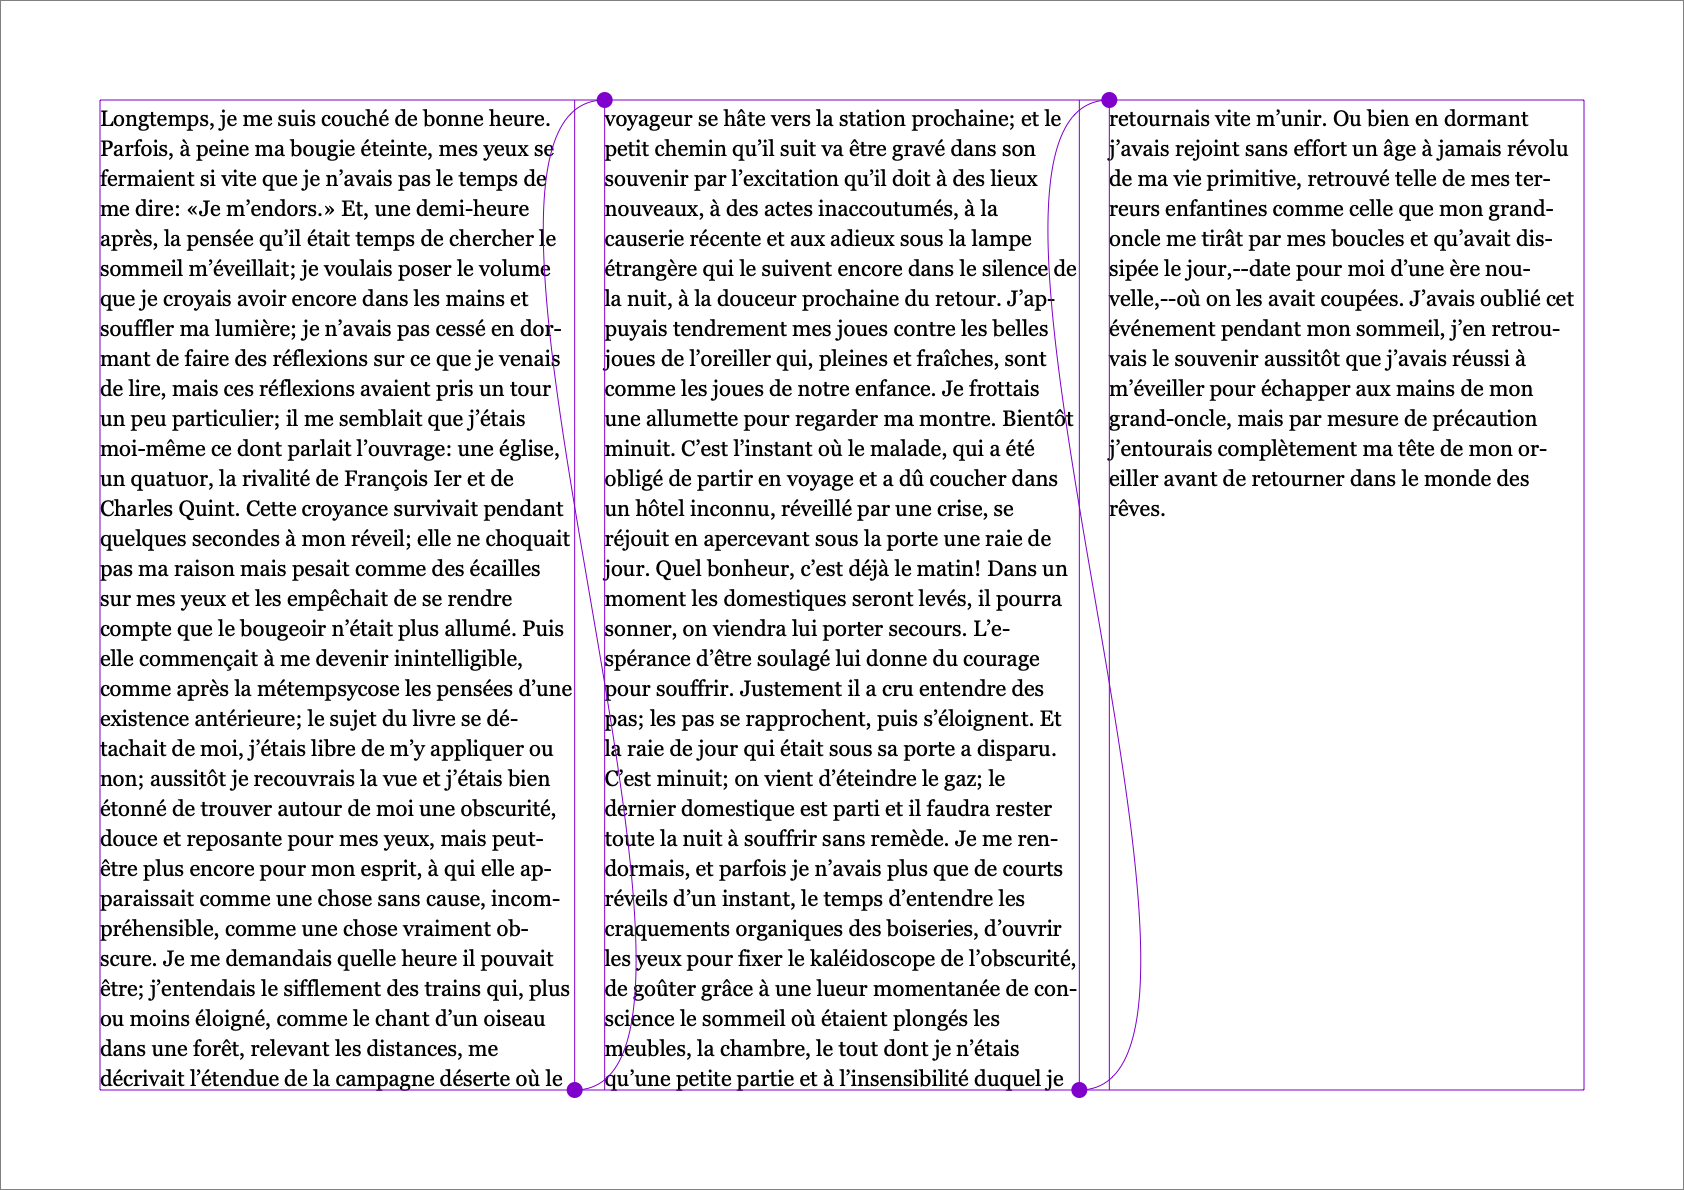 Longtemps, je me suis couché de bonne heure.
Parfois, à peine ma bougie éteinte, mes yeux se
fermaient si vite que je n’avais pas le temps de
me dire: «Je m’endors.» Et, une demi-heure
après, la pensée qu’il était temps de chercher le
sommeil m’éveillait; je voulais poser le volume
que je croyais avoir encore dans les mains et
souffler ma lumière; je n’avais pas cessé en dor-
mant de faire des réflexions sur ce que je venais
de lire, mais ces réflexions avaient pris un tour
un peu particulier; il me semblait que j’étais
moi-même ce dont parlait l’ouvrage: une église,
un quatuor, la rivalité de François Ier et de
Charles Quint. Cette croyance survivait pendant
quelques secondes à mon réveil; elle ne choquait
pas ma raison mais pesait comme des écailles
sur mes yeux et les empêchait de se rendre
compte que le bougeoir n’était plus allumé. Puis
elle commençait à me devenir inintelligible,
comme après la métempsycose les pensées d’une
existence antérieure; le sujet du livre se dé-
tachait de moi, j’étais libre de m’y appliquer ou
non; aussitôt je recouvrais la vue et j’étais bien
étonné de trouver autour de moi une obscurité,
douce et reposante pour mes yeux, mais peut-
être plus encore pour mon esprit, à qui elle ap-
paraissait comme une chose sans cause, incom-
préhensible, comme une chose vraiment ob-
scure. Je me demandais quelle heure il pouvait
être; j’entendais le sifflement des trains qui, plus
ou moins éloigné, comme le chant d’un oiseau
dans une forêt, relevant les distances, me
décrivait l’étendue de la campagne déserte où le
voyageur se hâte vers la station prochaine; et le
petit chemin qu’il suit va être gravé dans son
souvenir par l’excitation qu’il doit à des lieux
nouveaux, à des actes inaccoutumés, à la
causerie récente et aux adieux sous la lampe
étrangère qui le suivent encore dans le silence de
la nuit, à la douceur prochaine du retour. J’ap-
puyais tendrement mes joues contre les belles
joues de l’oreiller qui, pleines et fraîches, sont
comme les joues de notre enfance. Je frottais
une allumette pour regarder ma montre. Bientôt
minuit. C’est l’instant où le malade, qui a été
obligé de partir en voyage et a dû coucher dans
un hôtel inconnu, réveillé par une crise, se
réjouit en apercevant sous la porte une raie de
jour. Quel bonheur, c’est déjà le matin! Dans un
moment les domestiques seront levés, il pourra
sonner, on viendra lui porter secours. L’e-
spérance d’être soulagé lui donne du courage
pour souffrir. Justement il a cru entendre des
pas; les pas se rapprochent, puis s’éloignent. Et
la raie de jour qui était sous sa porte a disparu.
C’est minuit; on vient d’éteindre le gaz; le
dernier domestique est parti et il faudra rester
toute la nuit à souffrir sans remède. Je me ren-
dormais, et parfois je n’avais plus que de courts
réveils d’un instant, le temps d’entendre les
craquements organiques des boiseries, d’ouvrir
les yeux pour fixer le kaléidoscope de l’obscurité,
de goûter grâce à une lueur momentanée de con-
science le sommeil où étaient plongés les
meubles, la chambre, le tout dont je n’étais
qu’une petite partie et à l’insensibilité duquel je
retournais vite m’unir. Ou bien en dormant
j’avais rejoint sans effort un âge à jamais révolu
de ma vie primitive, retrouvé telle de mes ter-
reurs enfantines comme celle que mon grand-
oncle me tirât par mes boucles et qu’avait dis-
sipée le jour,--date pour moi d’une ère nou-
velle,--où on les avait coupées. J’avais oublié cet
événement pendant mon sommeil, j’en retrou-
vais le souvenir aussitôt que j’avais réussi à
m’éveiller pour échapper aux mains de mon
grand-oncle, mais par mesure de précaution
j’entourais complètement ma tête de mon or-
eiller avant de retourner dans le monde des
rêves.